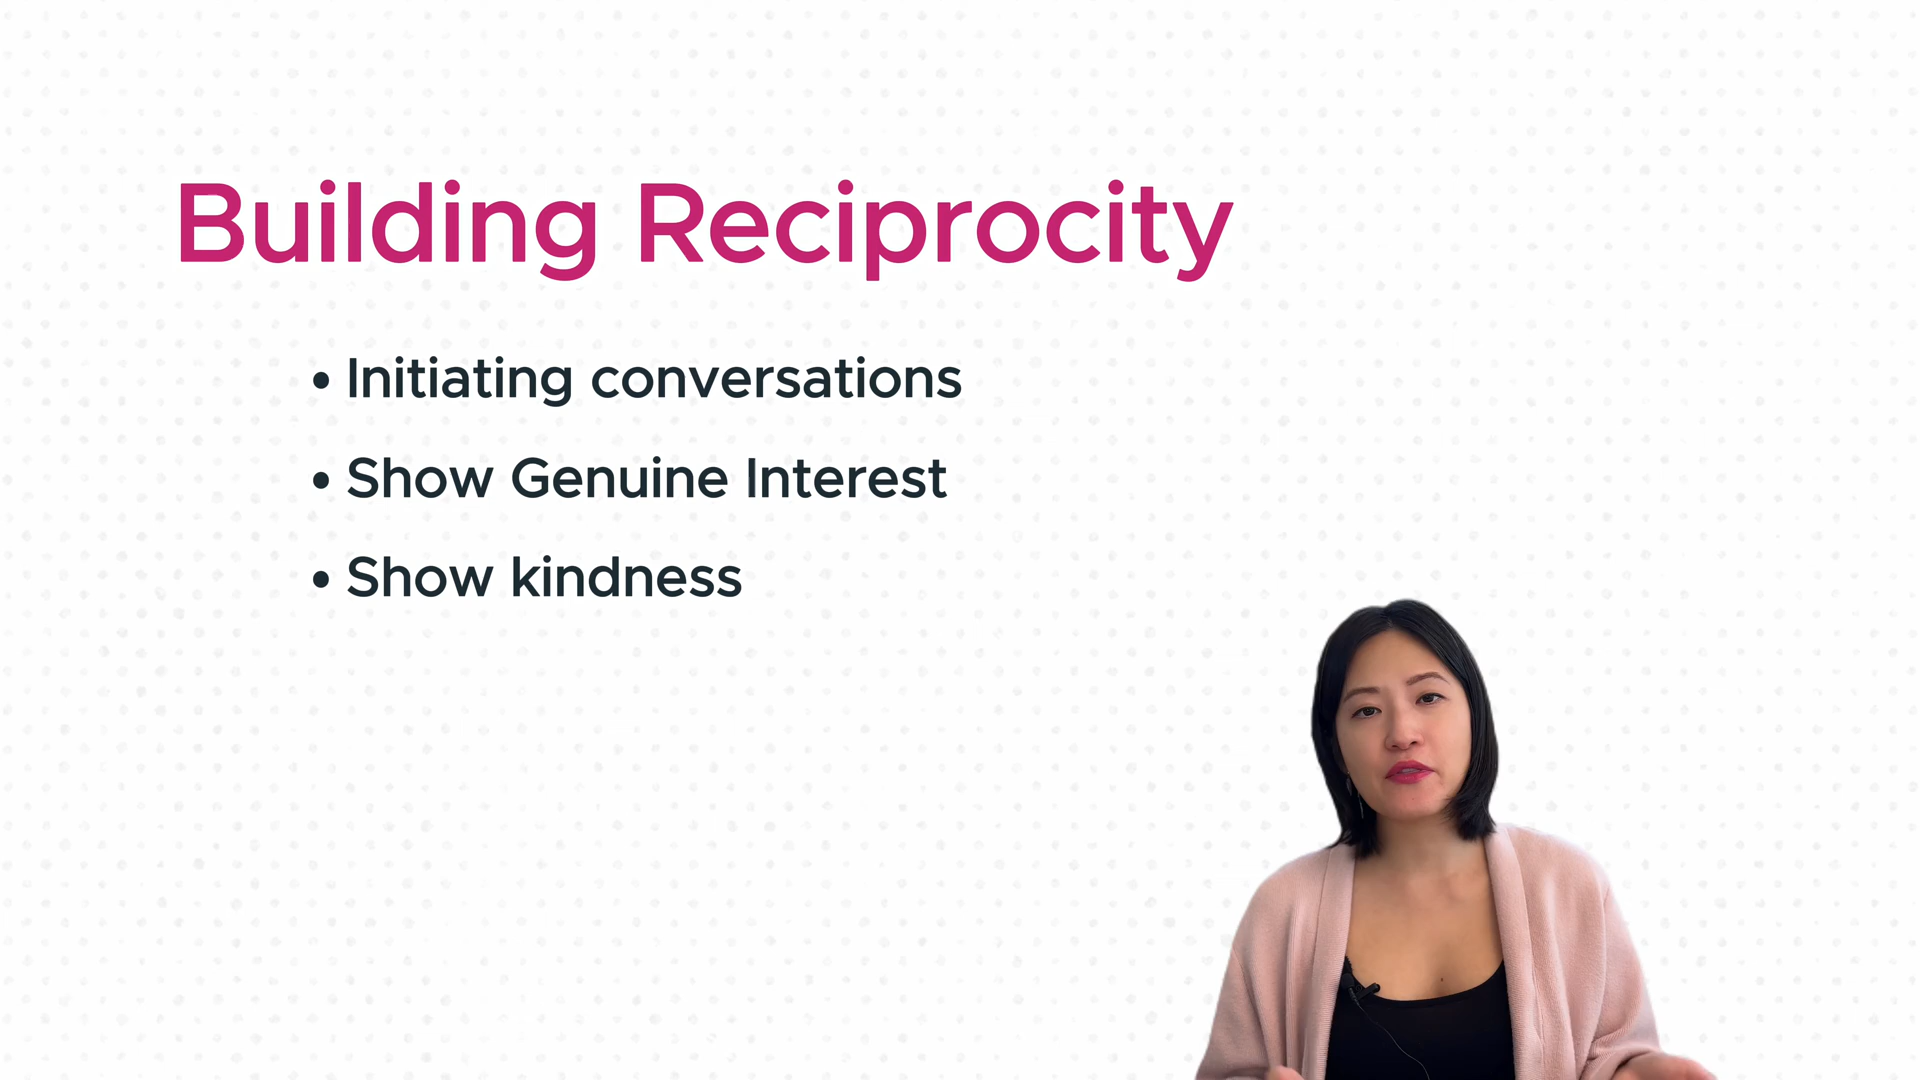 Building Reciprocity
• Initiating conversations
• Show Genuine Interest
• Show kindness